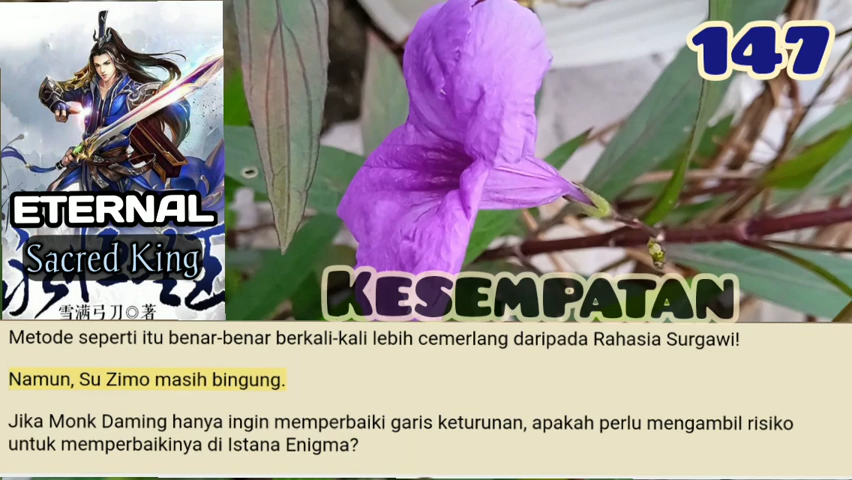 147
ETERNAL
Sacred King
雪满弓刀◎著
KESEMPATAN
Metode seperti itu benar-benar berkali-kali lebih cemerlang daripada Rahasia Surgawi!
Namun, Su Zimo masih bingung.
Jika Monk Daming hanya ingin memperbaiki garis keturunan, apakah perlu mengambil risiko
untuk memperbaikinya di Istana Enigma?